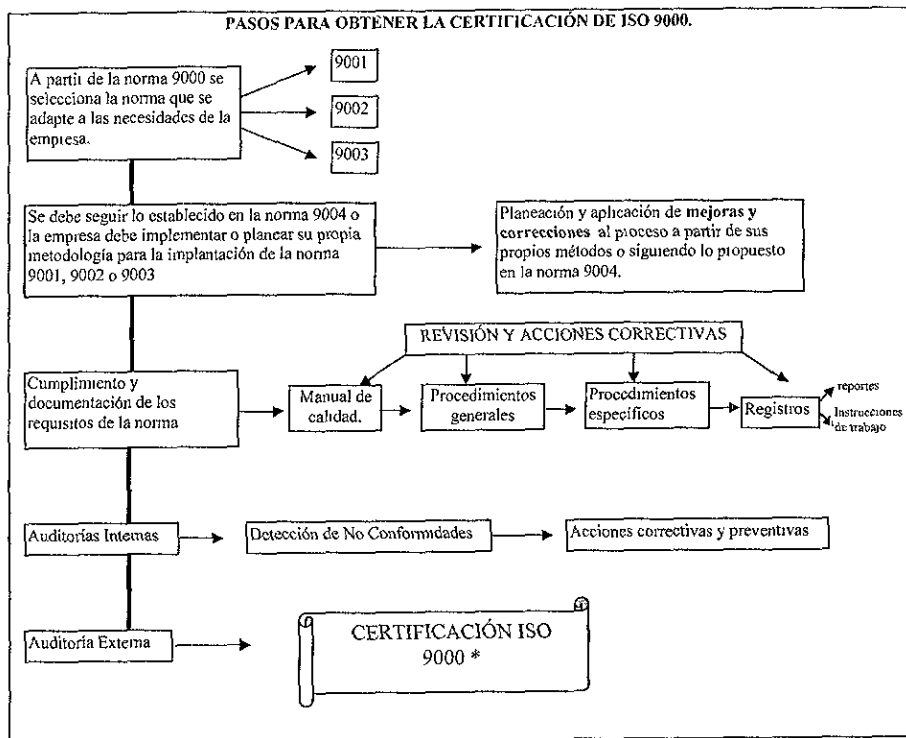 PASOS PARA OBTENER LA CERTIFICACIÓN DE ISO 9000.
A partir de la norma 9000 se
selecciona la norma que se
adapte a las necesidades de la
empresa.
9001
9002
9003
Se debe seguir lo establecido en la norma 9004 o
la empresa debe implementar o planear su propia
metodología para la implantación de la norma
9001, 9002 o 9003
Planeación y aplicación de mejoras y
correcciones al proceso a partir de sus
propios métodos o siguiendo lo propuesto
en la norma 9004.
REVISIÓN Y ACCIONES CORRECTIVAS
Cumplimiento y
documentación de los
requisitos de la norma
Manual de
calidad.
Procedimientos
generales
Procedimientos
específicos
Registros
reportes
Instrucciones
de trabajo
Auditorías Internas
Detección de No Conformidades
Acciones correctivas y preventivas
Auditoría Externa
CERTIFICACIÓN ISO
9000 *